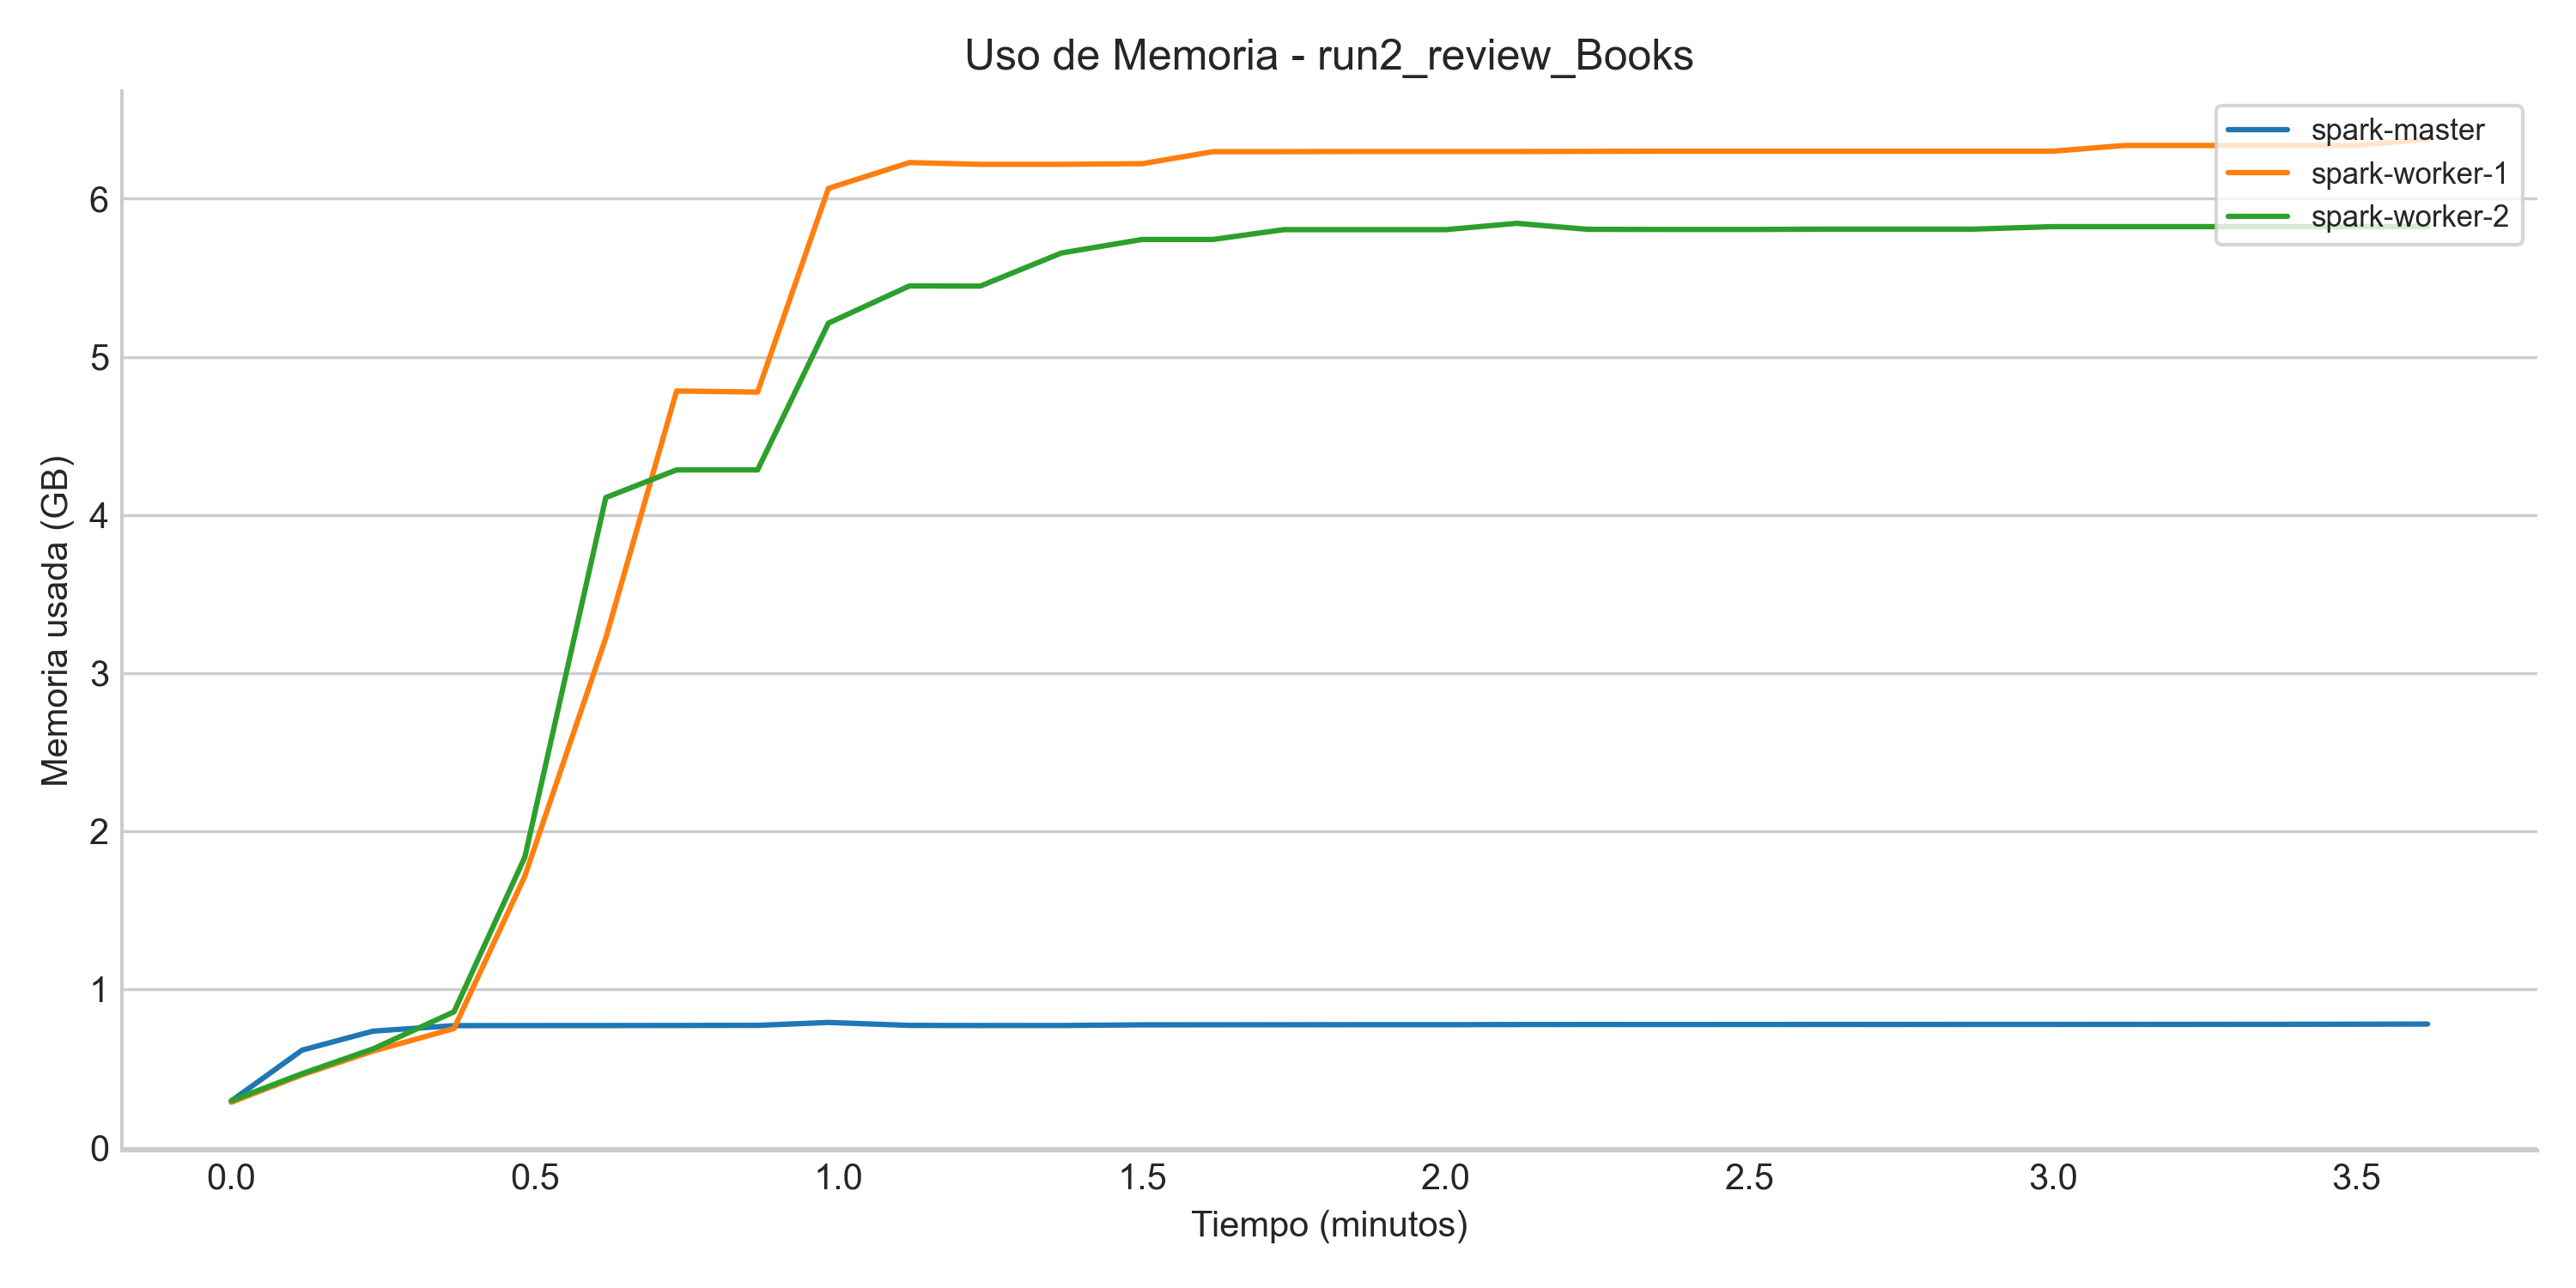 Uso de Memoria - run2_review_Books
spark-master
spark-worker-1
spark-worker-2
Memoria usada (GB)
6
5
4
3
2
1
0
0.0 0.5 1.0 1.5 2.0 2.5 3.0 3.5
Tiempo (minutos)